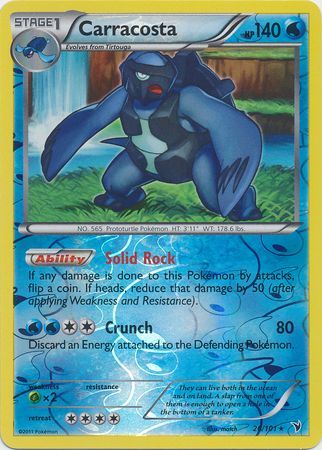 STAGE1
Carracosta
HP140
Evolves from Tirtouga
NO. 565 Prototurtle Pokémon HT: 3'11" WT: 178.6 lbs.
Ability Solid Rock
If any damage is done to this Pokémon by attacks,
flip a coin. If heads, reduce that damage by 50 (after
applying Weakness and Resistance).
Crunch 80
Discard an Energy attached to the Defending Pokémon.
weakness resistance
×2
retreat
They can live both in the ocean
and on land. A slap from one of
them is enough to open a hole in
the bottom of a tanker.
Illus. match
26/101
©2011 Pokémon